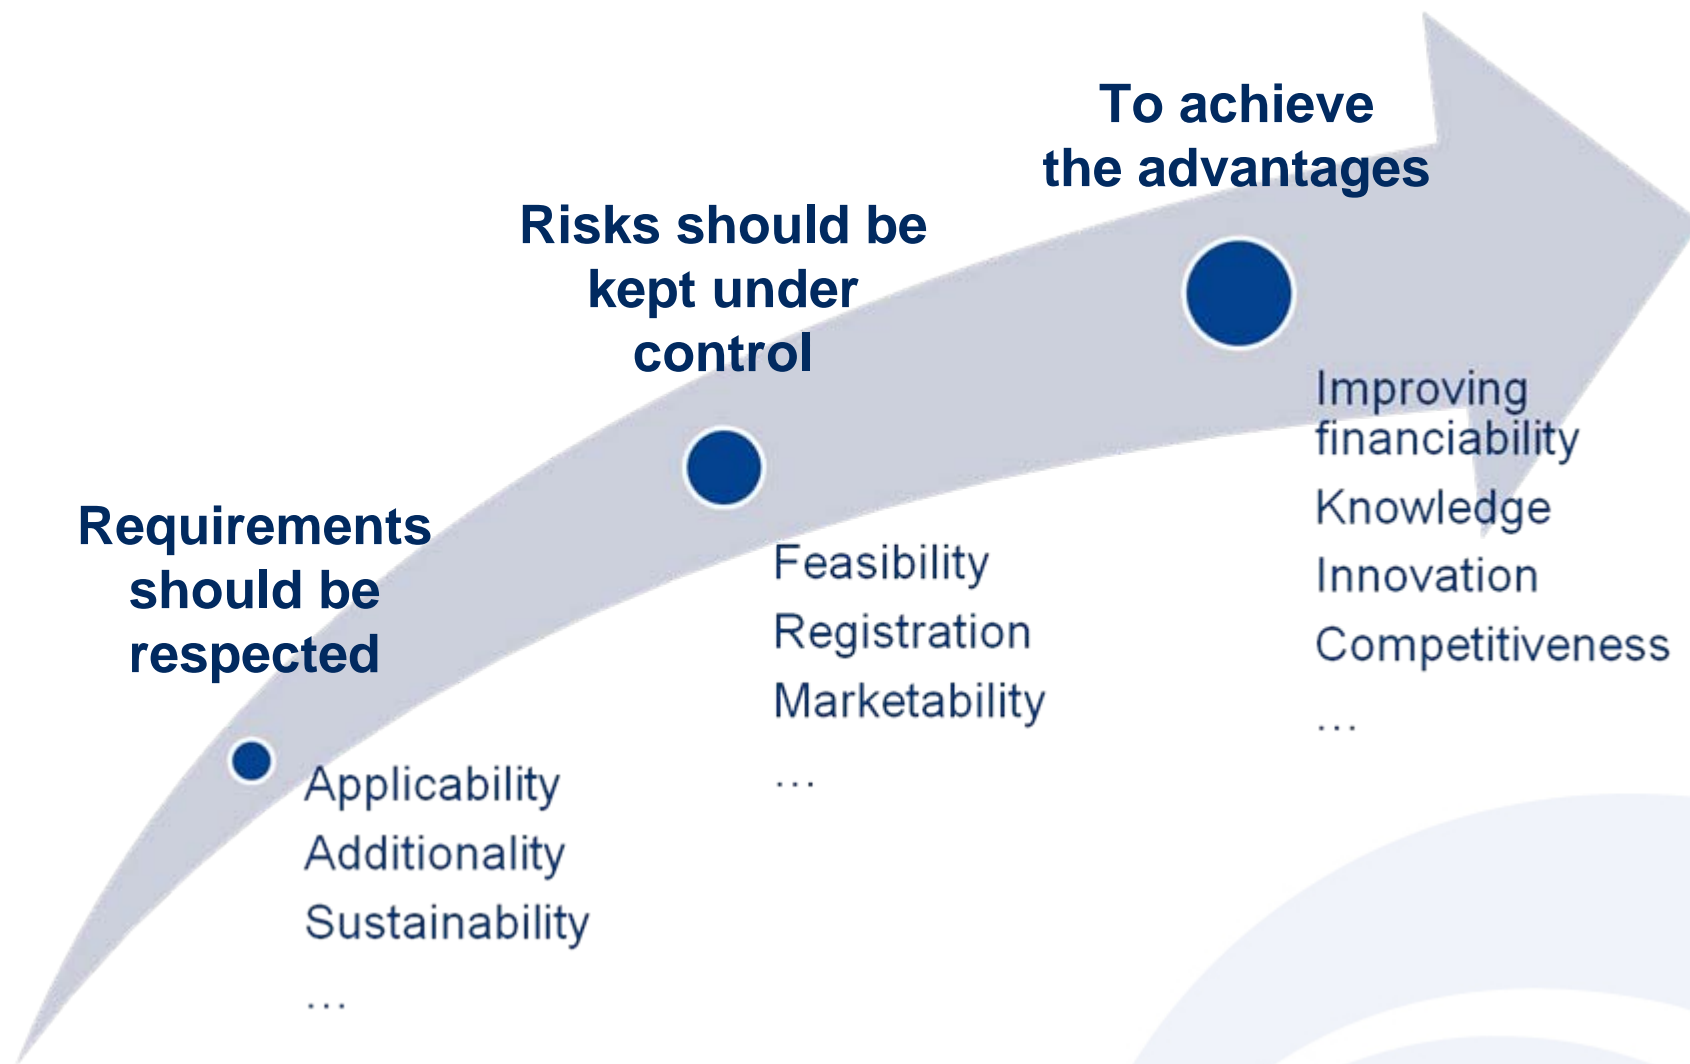 Requirements
should be
respected
Applicability
Additionality
Sustainability
…
Risks should be
kept under
control
Feasibility
Registration
Marketability
…
To achieve
the advantages
Improving
financiability
Knowledge
Innovation
Competitiveness
…